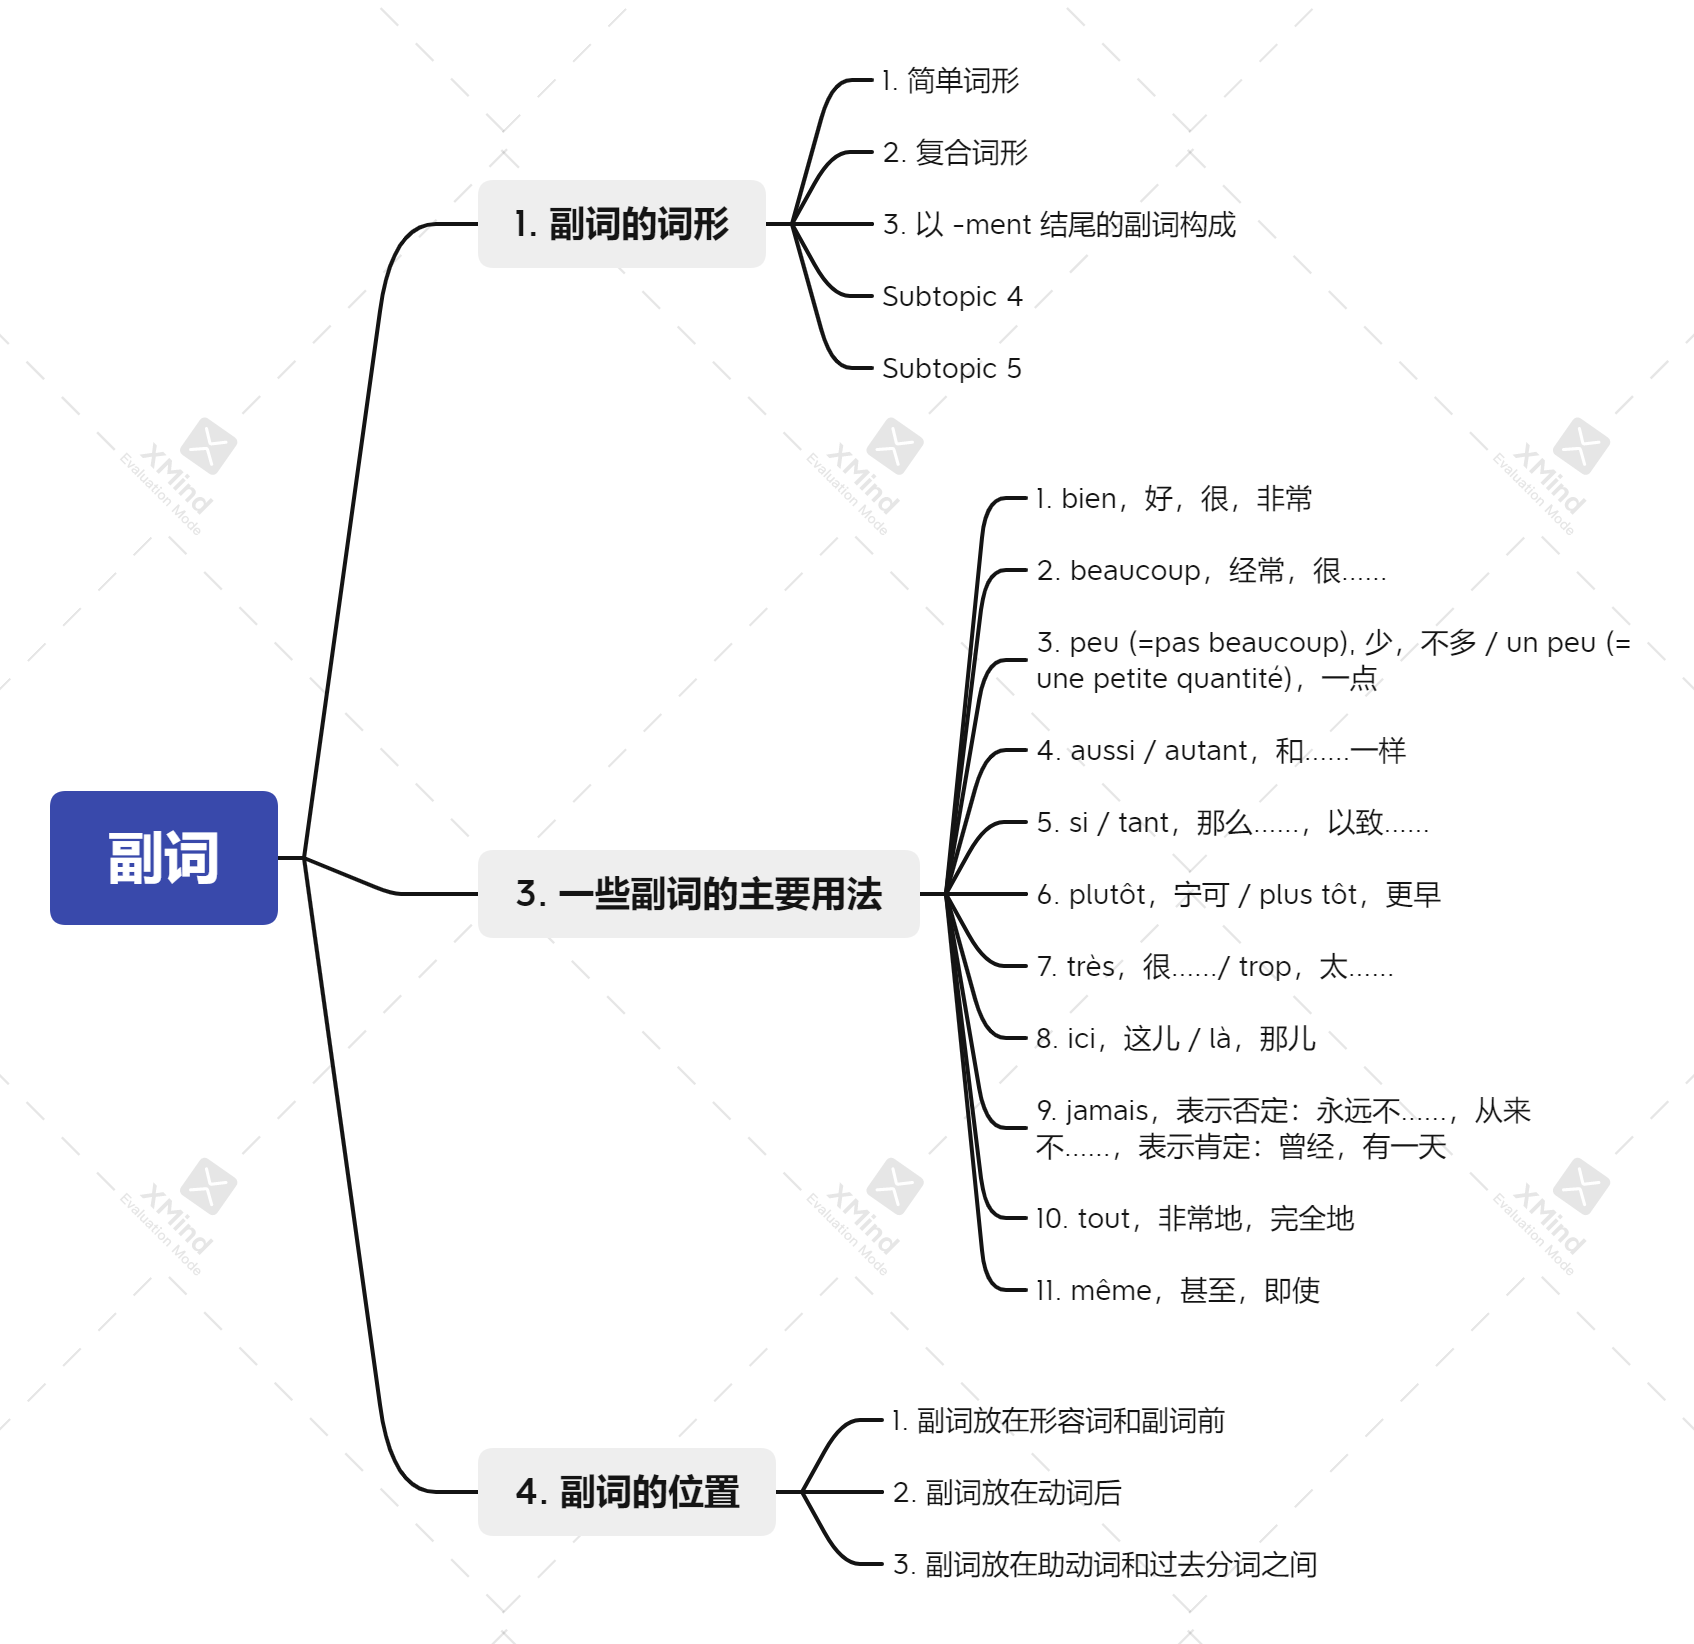 副词
1. 副词的词形
1. 简单词形
2. 复合词形
3. 以 -ment 结尾的副词构成
Subtopic 4
Subtopic 5
3. 一些副词的主要用法
1. bien，好，很，非常
2. beaucoup，经常，很……
3. peu (=pas beaucoup), 少，不多 / un peu (=
une petite quantité)，一点
4. aussi / autant，和……一样
5. si / tant，那么……，以致……
6. plutôt，宁可 / plus tôt，更早
7. très，很……/ trop，太……
8. ici，这儿 / là，那儿
9. jamais，表示否定：永远不……，从来
不……，表示肯定：曾经，有一天
10. tout，非常地，完全地
11. même，甚至，即使
4. 副词的位置
1. 副词放在形容词和副词前
2. 副词放在动词后
3. 副词放在助动词和过去分词之间
XMind
Evaluation Mode
XMind
Evaluation Mode
XMind
Evaluation Mode
XMind
Evaluation Mode
XMind
Evaluation Mode
XMind
Evaluation Mode